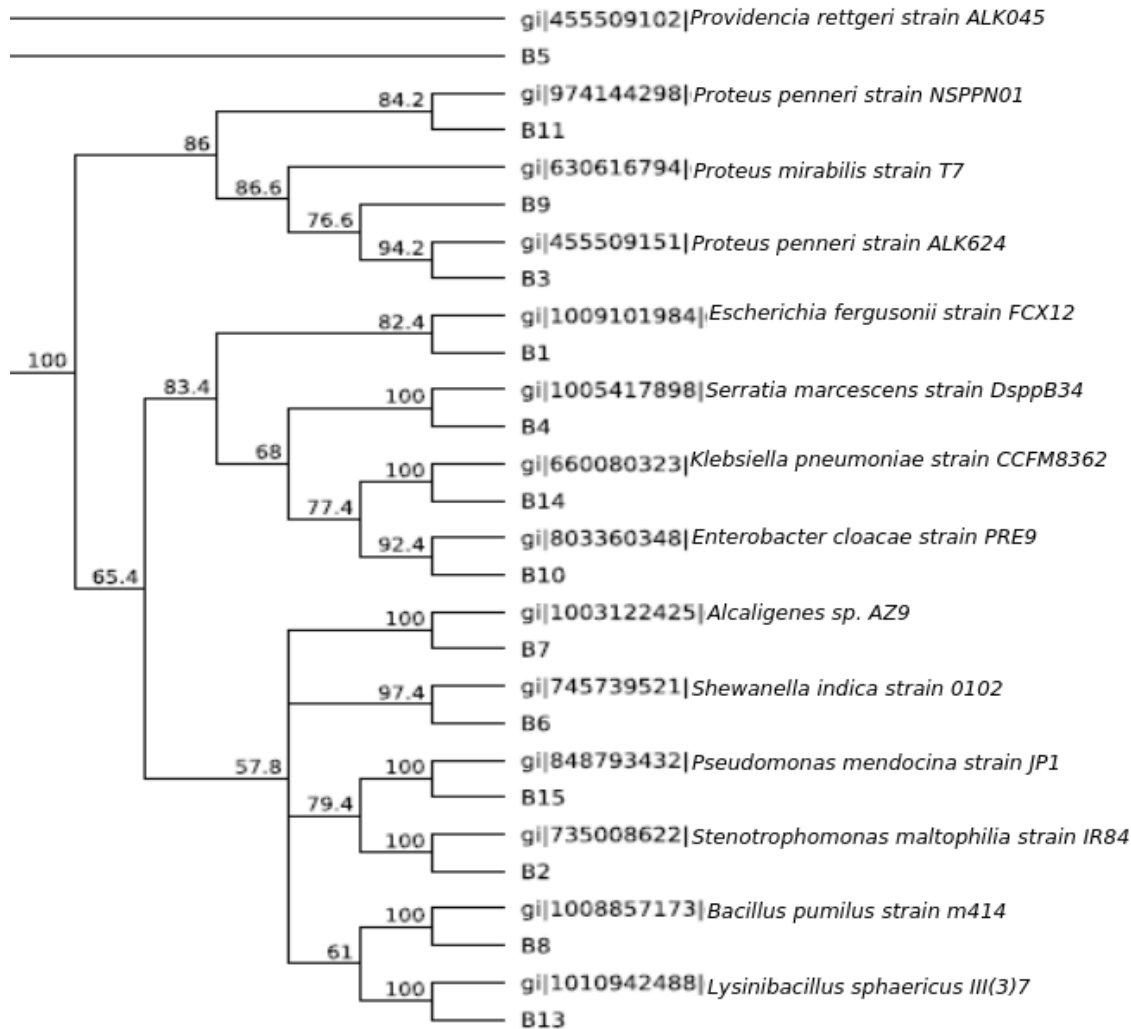 gi|455509102|Providencia rettgeri strain ALK045
B5
gi|974144298|Proteus penneri strain NSPPN01
84.2
B11
86
gi|630616794|Proteus mirabilis strain T7
86.6
B9
76.6
gi|455509151|Proteus penneri strain ALK624
94.2
B3
gi|1009101984|Escherichia fergusonii strain FCX12
82.4
B1
100
83.4
gi|1005417898|Serratia marcescens strain DsppB34
100
B4
68
gi|660080323|Klebsiella pneumoniae strain CCFM8362
100
B14
77.4
gi|803360348|Enterobacter cloacae strain PRE9
92.4
B10
65.4
gi|1003122425|Alcaligenes sp. AZ9
100
B7
gi|745739521|Shewanella indica strain 0102
97.4
B6
57.8
gi|848793432|Pseudomonas mendocina strain JP1
100
B15
79.4
gi|735008622|Stenotrophomonas maltophilia strain IR84
100
B2
gi|1008857173|Bacillus pumilus strain m414
100
B8
61
gi|1010942488|Lysinibacillus sphaericus III(3)7
100
B13